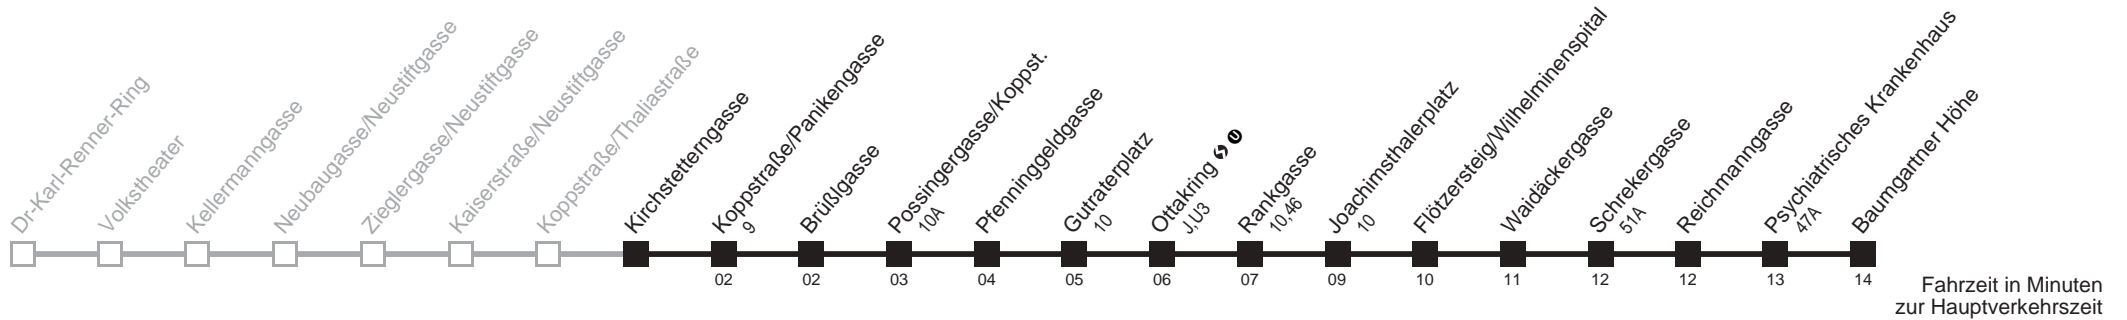 Dr-Karl-Renner-Ring
Volkstheater
Kellermanngasse
Neubaugasse/Neustiftgasse
Zieglergasse/Neustiftgasse
Kaiserstraße/Neustiftgasse
Koppstraße/Thaliastraße
Kirchstetterngasse
Koppstraße/Panikengasse
9
Brüßlgasse
Possingergasse/Koppst.
10A
Pfenninggeldgasse
Gutraterplatz
10
Ottakring S U
J,U3
Rankgasse
10,46
Joachimsthalerplatz
10
Flötzersteig/Wilhelminenspital
Waidäckergasse
Schrekergasse
51A
Reichmanngasse
Psychiatrisches Krankenhaus
47A
Baumgartner Höhe
02 02 03 04 05 06 07 09 10 11 12 12 13 14
Fahrzeit in Minuten
zur Hauptverkehrszeit